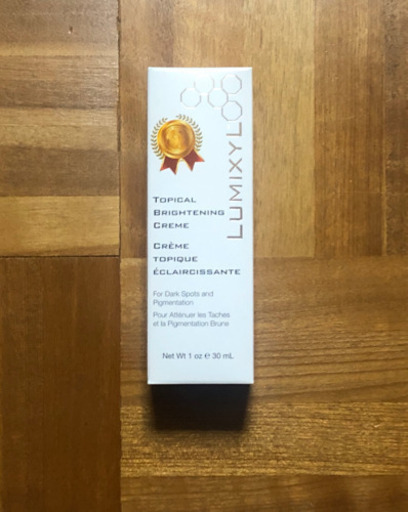 LUMIXYL
TOPICAL
BRIGHTENING
CREME
CRÈME
TOPIQUE
ÉCLAIRCISSANTE
For Dark Spots and
Pigmentation
Pour Atténuer les Taches
et la Pigmentation Brune
Net Wt 1 oz e 30 mL